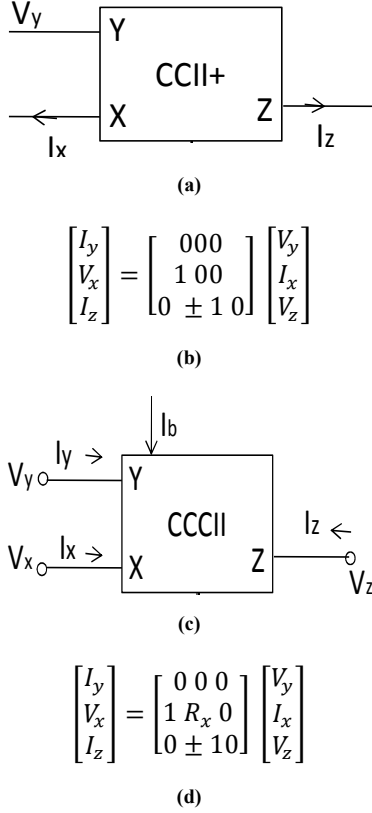 Vy
Y
CCII+
X
Z
Ix
Iz
(a)
[Iy Vx Iz] = [000 1 00 0 ± 1 0] [Vy Ix Vz]
(b)
Ib
Iy
Vy
Y
CCCII
Ix
Iz
Vx
X
Z
Vz
(c)
[Iy Vx Iz] = [0 0 0 1 Rx 0 0 ± 10] [Vy Ix Vz]
(d)